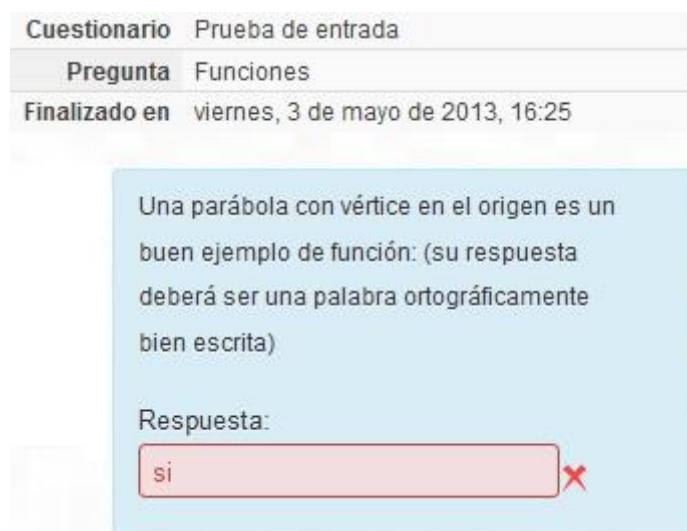 Cuestionario Prueba de entrada
Pregunta Funciones
Finalizado en viernes, 3 de mayo de 2013, 16:25
Una parábola con vértice en el origen es un
buen ejemplo de función: (su respuesta
deberá ser una palabra ortográficamente
bien escrita)
Respuesta:
si